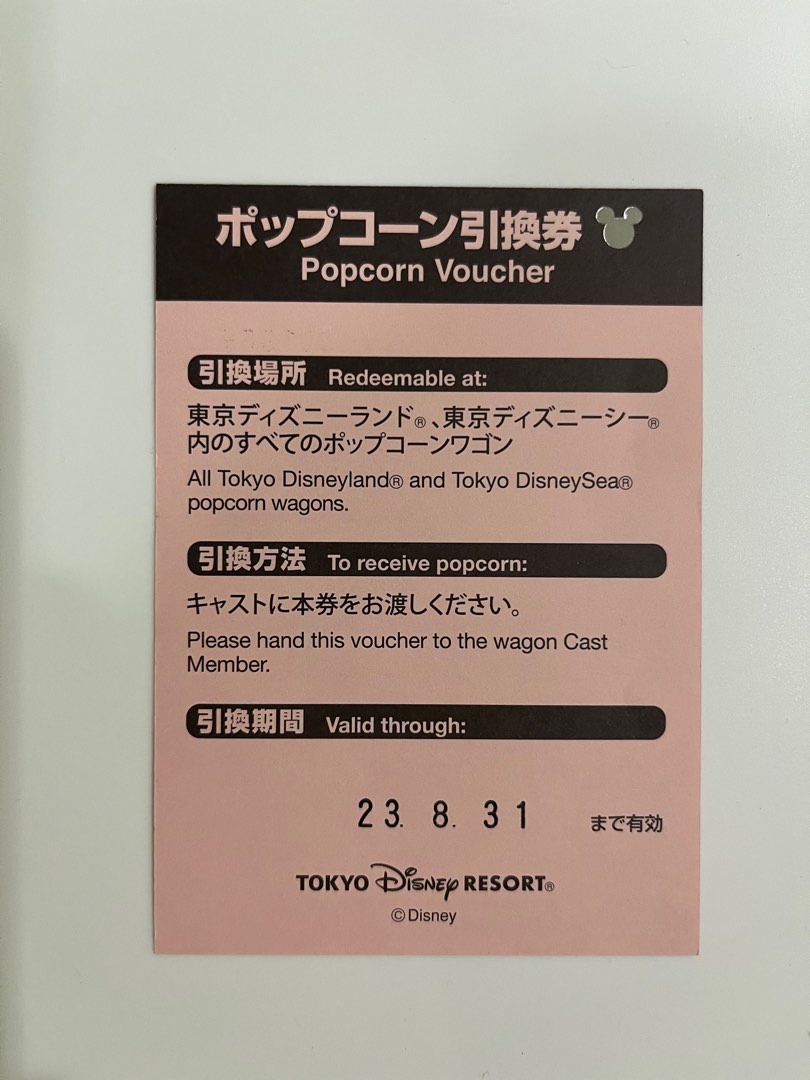 ポップコーン引換券
Popcorn Voucher
引換場所 Redeemable at:
東京ディズニーランド®、東京ディズニーシー®
内のすべてのポップコーンワゴン
All Tokyo Disneyland® and Tokyo DisneySea®
popcorn wagons.
引換方法 To receive popcorn:
キャストに本券をお渡しください。
Please hand this voucher to the wagon Cast
Member.
引換期間 Valid through:
23. 8. 31 まで有効
TOKYO Disney RESORT®
©Disney